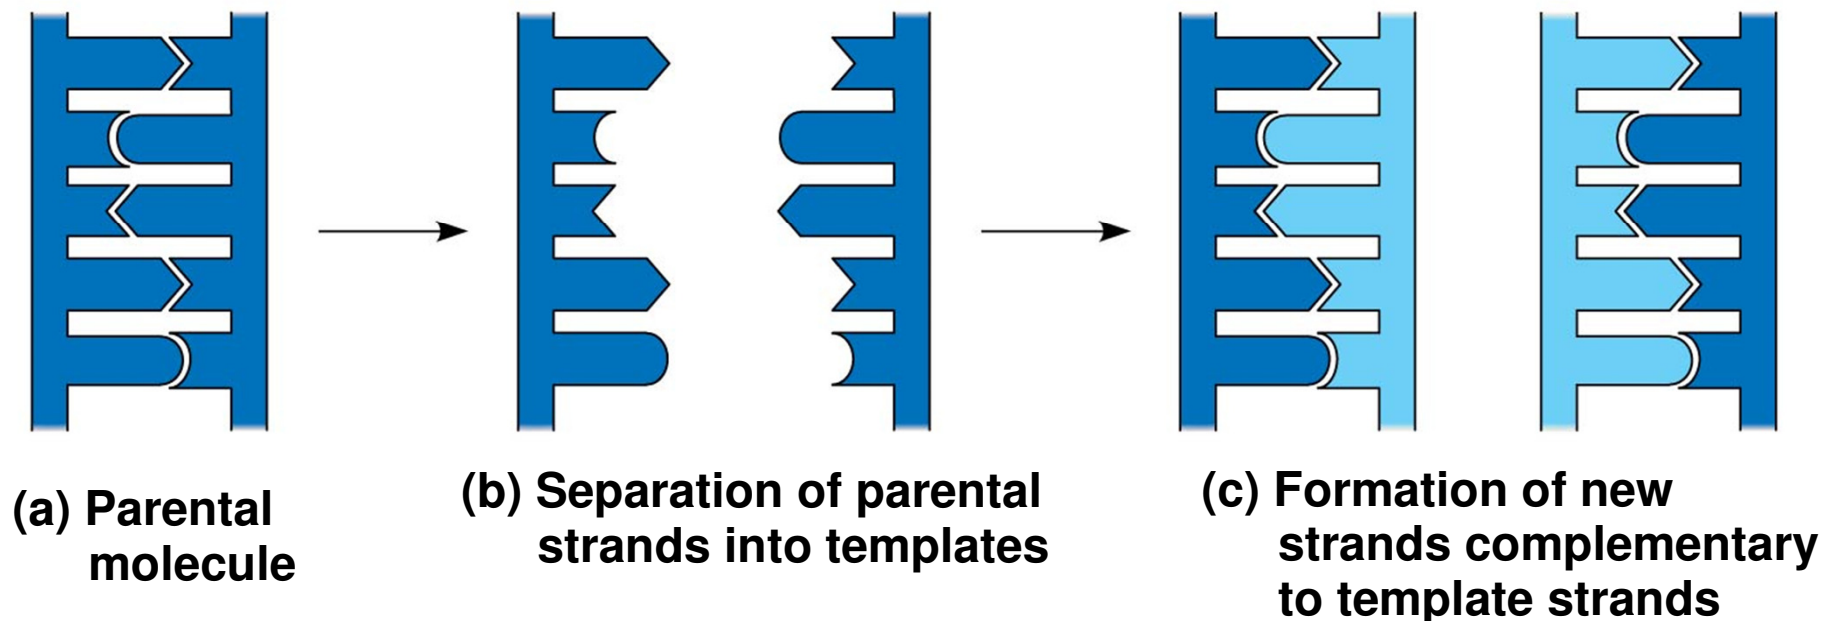 (a) Parental
molecule
(b) Separation of parental
strands into templates
(c) Formation of new
strands complementary
to template strands